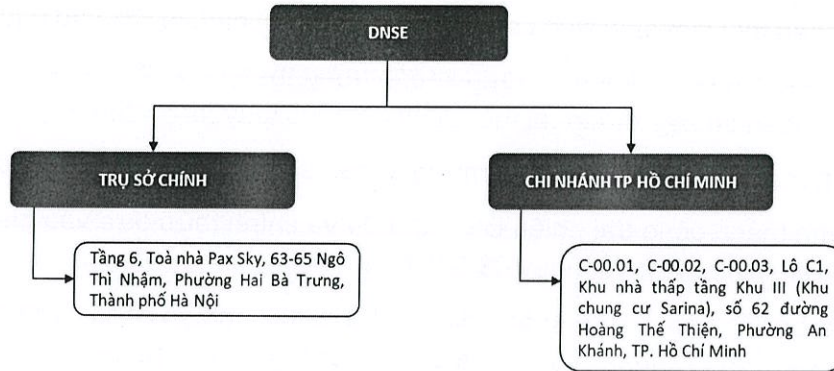 DNSE
TRỤ SỞ CHÍNH
Tầng 6, Toà nhà Pax Sky, 63-65 Ngô
Thì Nhậm, Phường Hai Bà Trưng,
Thành phố Hà Nội
CHI NHÁNH TP HỒ CHÍ MINH
C-00.01, C-00.02, C-00.03, Lô C1,
Khu nhà thấp tầng Khu III (Khu
chung cư Sarina), số 62 đường
Hoàng Thế Thiện, Phường An
Khánh, TP. Hồ Chí Minh